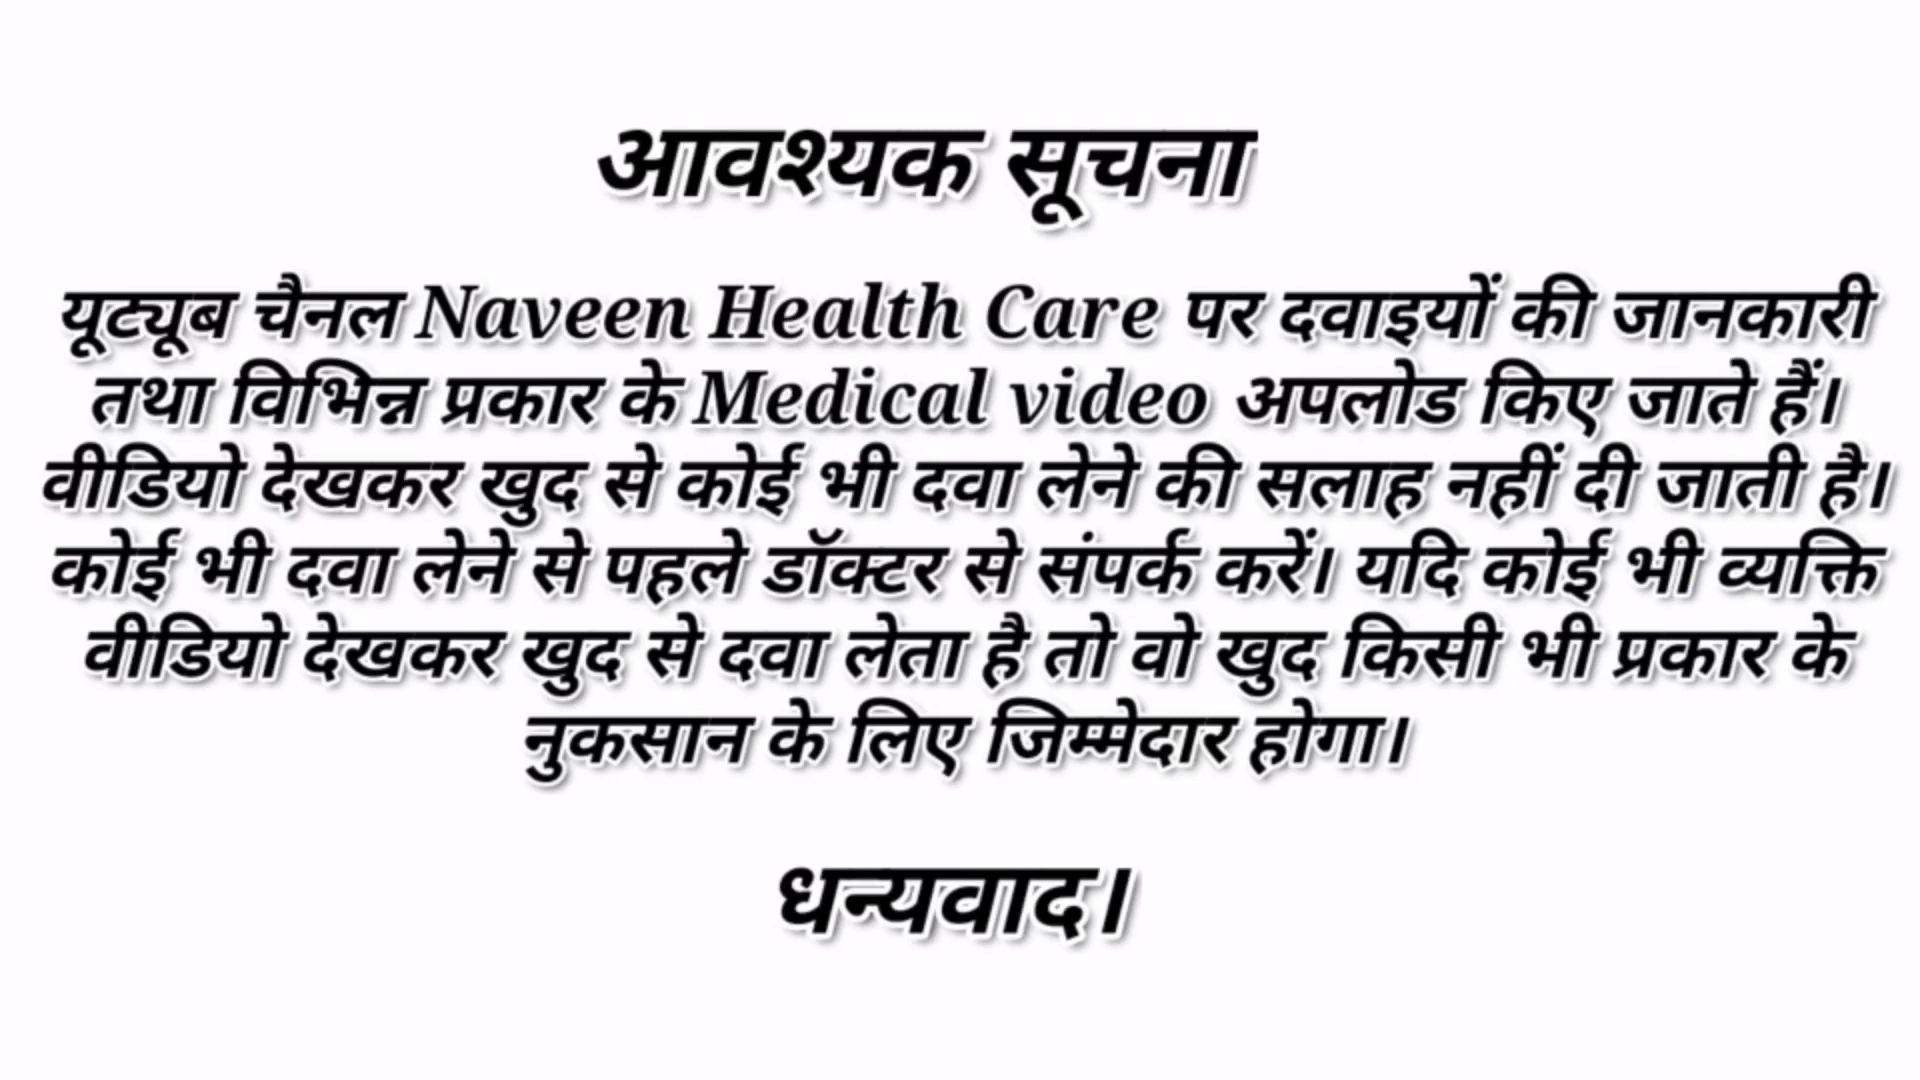 आवश्यक सूचना
यूट्यूब चैनल Naveen Health Care पर दवाइयों की जानकारी
तथा विभिन्न प्रकार के Medical video अपलोड किए जाते हैं।
वीडियो देखकर खुद से कोई भी दवा लेने की सलाह नहीं दी जाती है।
कोई भी दवा लेने से पहले डॉक्टर से संपर्क करें। यदि कोई भी व्यक्ति
वीडियो देखकर खुद से दवा लेता है तो वो खुद किसी भी प्रकार के
नुकसान के लिए जिम्मेदार होगा।
धन्यवाद।